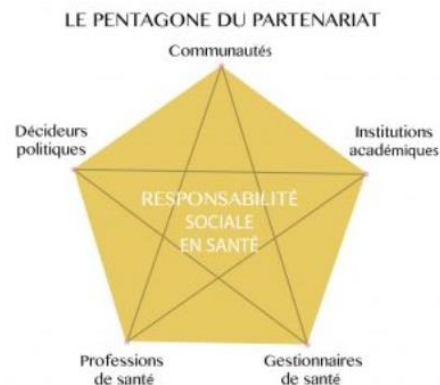 LE PENTAGONE DU PARTENARIAT
Communautés
Décideurs
politiques
Institutions
académiques
RESPONSABILITÉ
SOCIALE
EN SANTÉ
Professions
de santé
Gestionnaires
de santé